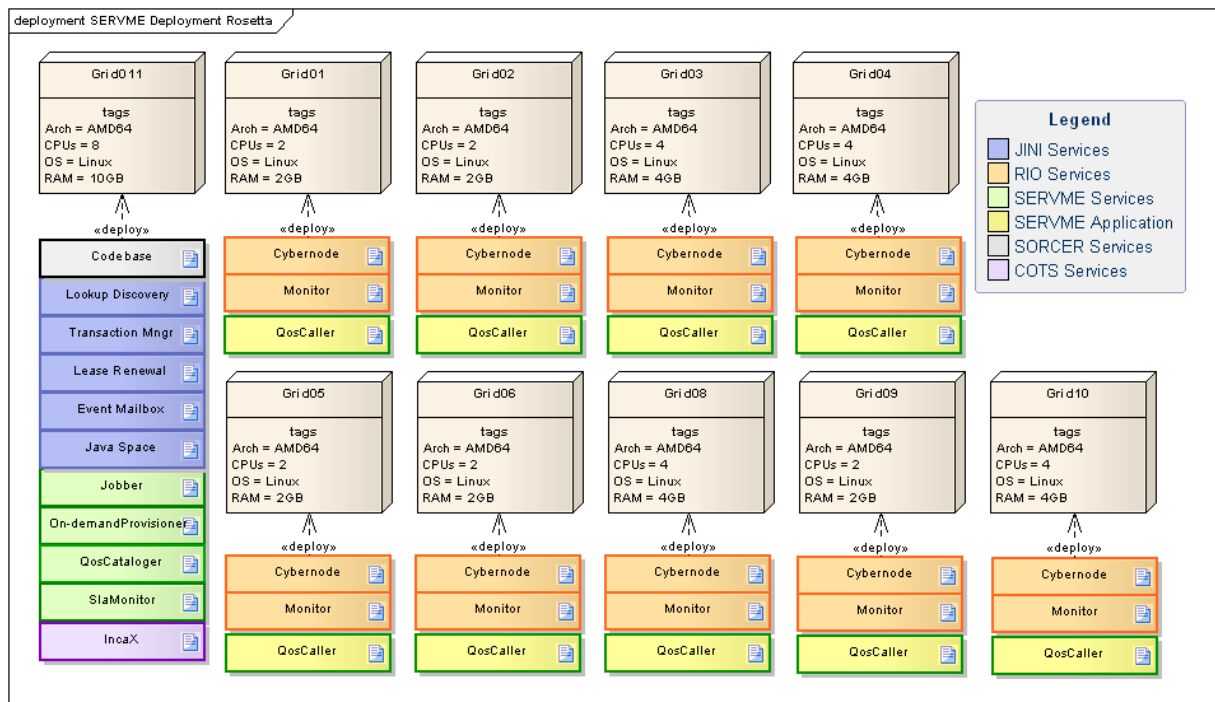 deployment SERVME Deployment Rosetta
Grid011
tags
Arch = AMD64
CPUs = 8
OS = Linux
RAM = 10GB
«deploy»
Codebase
Lookup Discovery
Transaction Mngr
Lease Renewal
Event Mailbox
Java Space
Jobber
On-demandProvisioner
QosCataloger
SlaMonitor
IncaX
Grid01
tags
Arch = AMD64
CPUs = 2
OS = Linux
RAM = 2GB
«deploy»
Cybernode
Monitor
QosCaller
Grid02
tags
Arch = AMD64
CPUs = 2
OS = Linux
RAM = 2GB
«deploy»
Cybernode
Monitor
QosCaller
Grid03
tags
Arch = AMD64
CPUs = 4
OS = Linux
RAM = 4GB
«deploy»
Cybernode
Monitor
QosCaller
Grid04
tags
Arch = AMD64
CPUs = 4
OS = Linux
RAM = 4GB
«deploy»
Cybernode
Monitor
QosCaller
Legend
JINI Services
RIO Services
SERVME Services
SERVME Application
SORCER Services
COTS Services
Grid05
tags
Arch = AMD64
CPUs = 2
OS = Linux
RAM = 2GB
«deploy»
Cybernode
Monitor
QosCaller
Grid06
tags
Arch = AMD64
CPUs = 2
OS = Linux
RAM = 2GB
«deploy»
Cybernode
Monitor
QosCaller
Grid08
tags
Arch = AMD64
CPUs = 4
OS = Linux
RAM = 4GB
«deploy»
Cybernode
Monitor
QosCaller
Grid09
tags
Arch = AMD64
CPUs = 2
OS = Linux
RAM = 2GB
«deploy»
Cybernode
Monitor
QosCaller
Grid10
tags
Arch = AMD64
CPUs = 4
OS = Linux
RAM = 4GB
«deploy»
Cybernode
Monitor
QosCaller